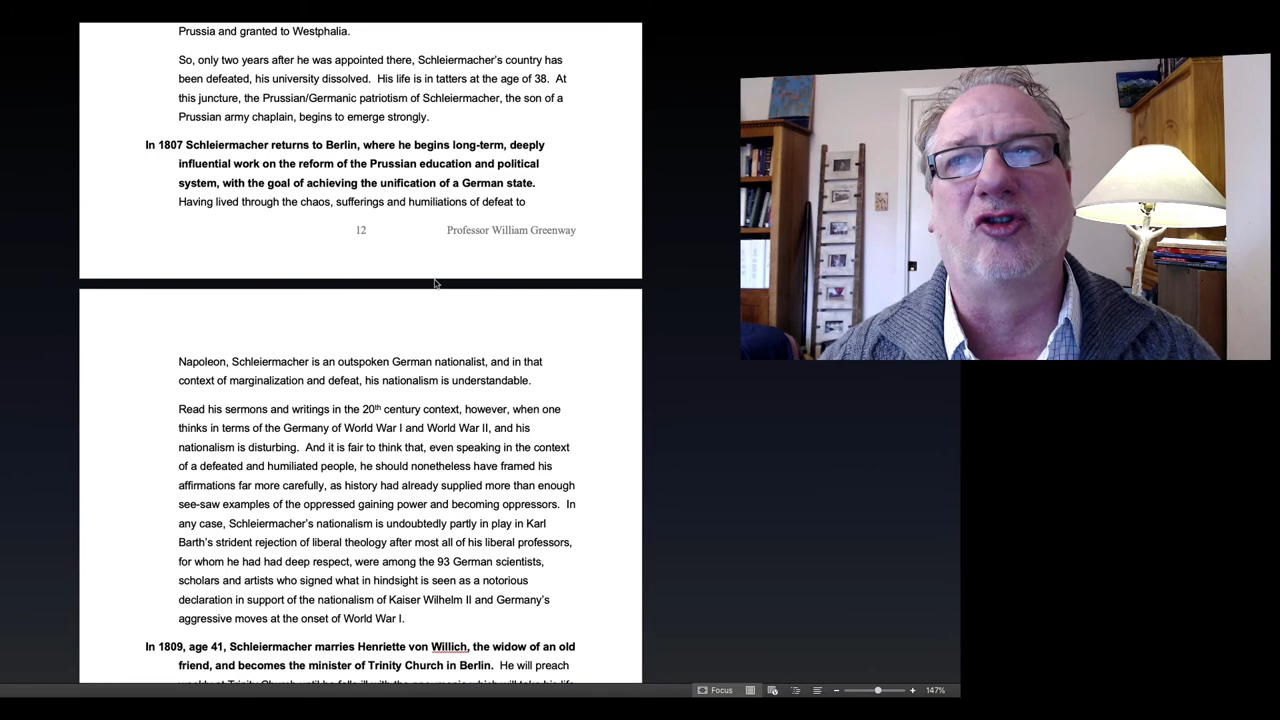 Prussia and granted to Westphalia.
So, only two years after he was appointed there, Schleiermacher's country has
been defeated, his university dissolved.  His life is in tatters at the age of 38.  At
this juncture, the Prussian/Germanic patriotism of Schleiermacher, the son of a
Prussian army chaplain, begins to emerge strongly.
In 1807 Schleiermacher returns to Berlin, where he begins long-term, deeply
influential work on the reform of the Prussian education and political
system, with the goal of achieving the unification of a German state.
Having lived through the chaos, sufferings and humiliations of defeat to
12 Professor William Greenway
Napoleon, Schleiermacher is an outspoken German nationalist, and in that
context of marginalization and defeat, his nationalism is understandable.
Read his sermons and writings in the 20th century context, however, when one
thinks in terms of the Germany of World War I and World War II, and his
nationalism is disturbing.  And it is fair to think that, even speaking in the context
of a defeated and humiliated people, he should nonetheless have framed his
affirmations far more carefully, as history had already supplied more than enough
see-saw examples of the oppressed gaining power and becoming oppressors.  In
any case, Schleiermacher's nationalism is undoubtedly partly in play in Karl
Barth's strident rejection of liberal theology after most all of his liberal professors,
for whom he had had deep respect, were among the 93 German scientists,
scholars and artists who signed what in hindsight is seen as a notorious
declaration in support of the nationalism of Kaiser Wilhelm II and Germany's
aggressive moves at the onset of World War I.
In 1809, age 41, Schleiermacher marries Henriette von Willich, the widow of an old
friend, and becomes the minister of Trinity Church in Berlin.  He will preach
Focus 147%